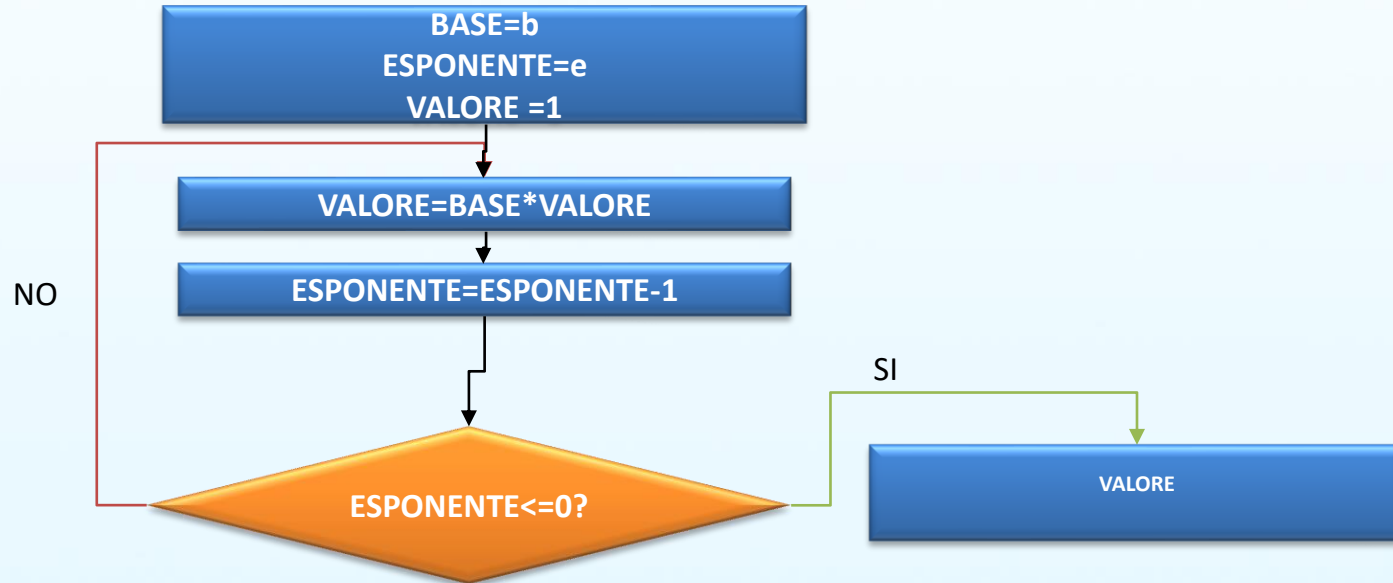 BASE=b
ESPONENTE=e
VALORE =1
VALORE=BASE*VALORE
ESPONENTE=ESPONENTE-1
NO
SI
ESPONENTE<=0?
VALORE